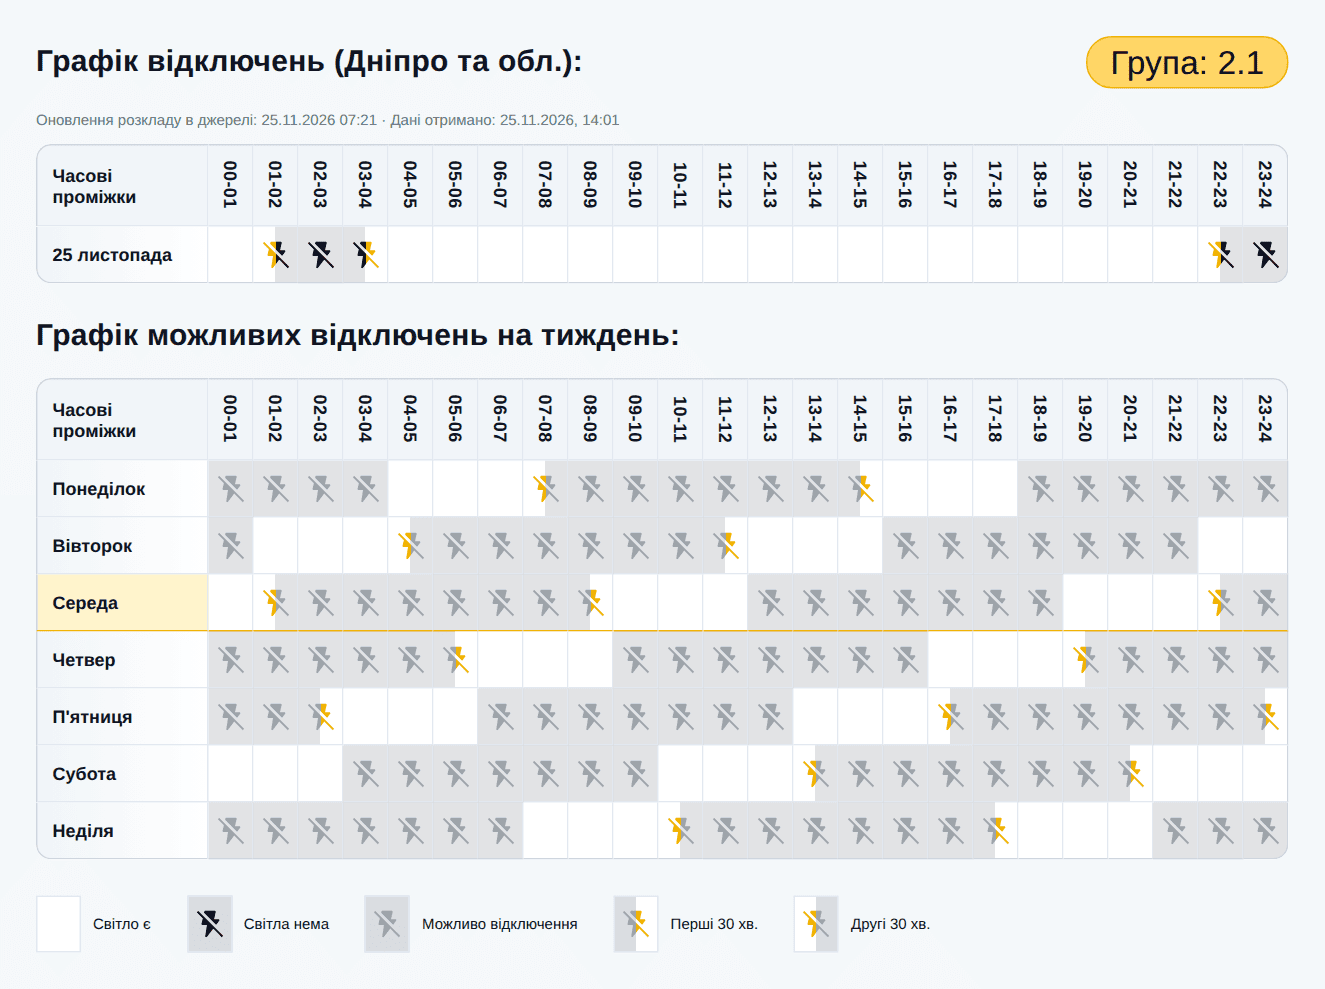 Графік відключень (Дніпро та обл.):
Група: 2.1
Оновлення розкладу в джерелі: 25.11.2026 07:21 · Дані отримано: 25.11.2026, 14:01
Часові
проміжки
00-01 01-02 02-03 03-04 04-05 05-06 06-07 07-08 08-09 09-10 10-11 11-12 12-13 13-14 14-15 15-16 16-17 17-18 18-19 19-20 20-21 21-22 22-23 23-24
25 листопада
Графік можливих відключень на тиждень:
Часові
проміжки
00-01 01-02 02-03 03-04 04-05 05-06 06-07 07-08 08-09 09-10 10-11 11-12 12-13 13-14 14-15 15-16 16-17 17-18 18-19 19-20 20-21 21-22 22-23 23-24
Понеділок
Вівторок
Середа
Четвер
П'ятниця
Субота
Неділя
Світло є
Світла нема
Можливо відключення
Перші 30 хв.
Другі 30 хв.